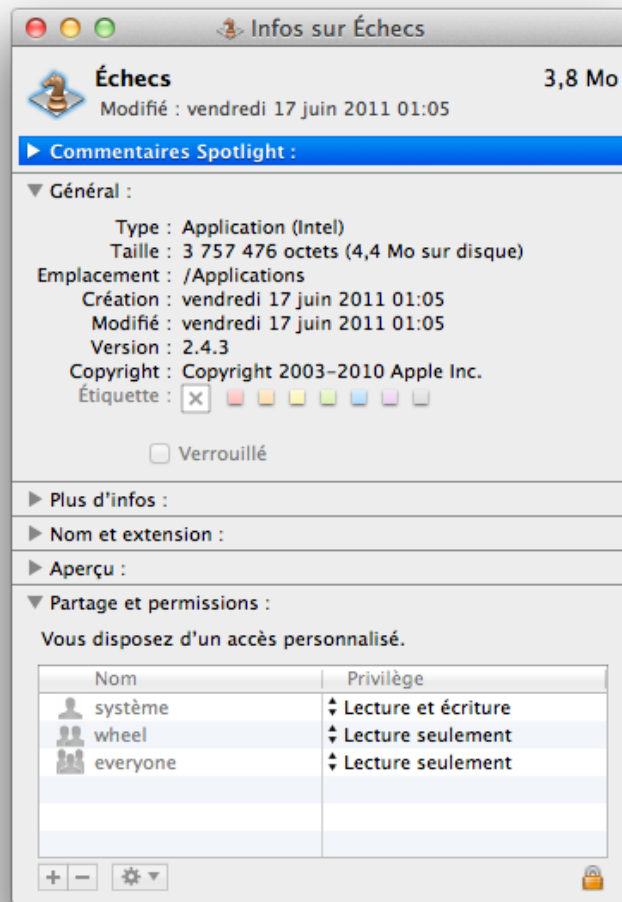 Infos sur Échecs
Échecs 3,8 Mo
Modifié : vendredi 17 juin 2011 01:05
Commentaires Spotlight :
Général :
Type : Application (Intel)
Taille : 3 757 476 octets (4,4 Mo sur disque)
Emplacement : /Applications
Création : vendredi 17 juin 2011 01:05
Modifié : vendredi 17 juin 2011 01:05
Version : 2.4.3
Copyright : Copyright 2003-2010 Apple Inc.
Étiquette :
Verrouillé
Plus d'infos :
Nom et extension :
Aperçu :
Partage et permissions :
Vous disposez d'un accès personnalisé.
Nom Privilège
système Lecture et écriture
wheel Lecture seulement
everyone Lecture seulement